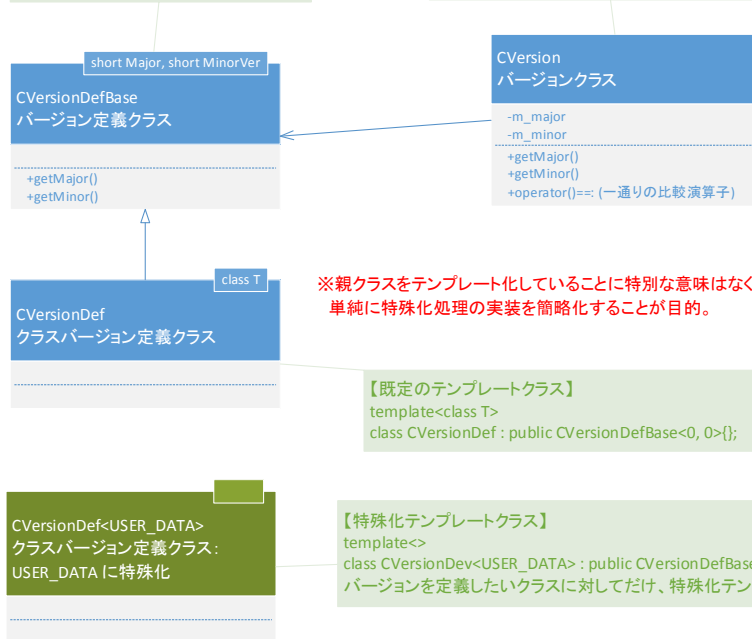 short Major, short MinorVer
CVersionDefBase
バージョン定義クラス
+getMajor()
+getMinor()
CVersion
バージョンクラス
-m_major
-m_minor
+getMajor()
+getMinor()
+operator()==: (一通りの比較演算子)
class T
CVersionDef
クラスバージョン定義クラス
※親クラスをテンプレート化していることに特別な意味はなく
単純に特殊化処理の実装を簡略化することが目的。
【既定のテンプレートクラス】
template<class T>
class CVersionDef : public CVersionDefBase<0, 0>{};
CVersionDef<USER_DATA>
クラスバージョン定義クラス:
USER_DATA に特殊化
【特殊化テンプレートクラス】
template<>
class CVersionDev<USER_DATA> : public CVersionDefBase
バージョンを定義したいクラスに対してだけ、特殊化テン